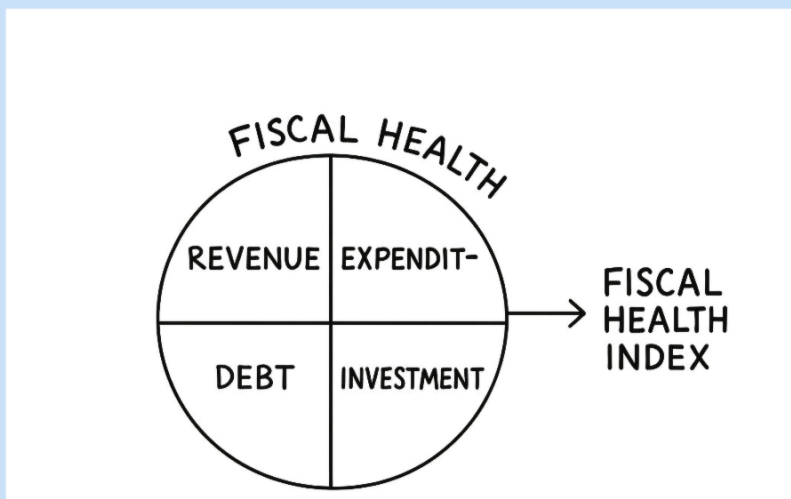 FISCAL HEALTH
REVENUE
EXPENDIT-
DEBT
INVESTMENT
FISCAL
HEALTH
INDEX